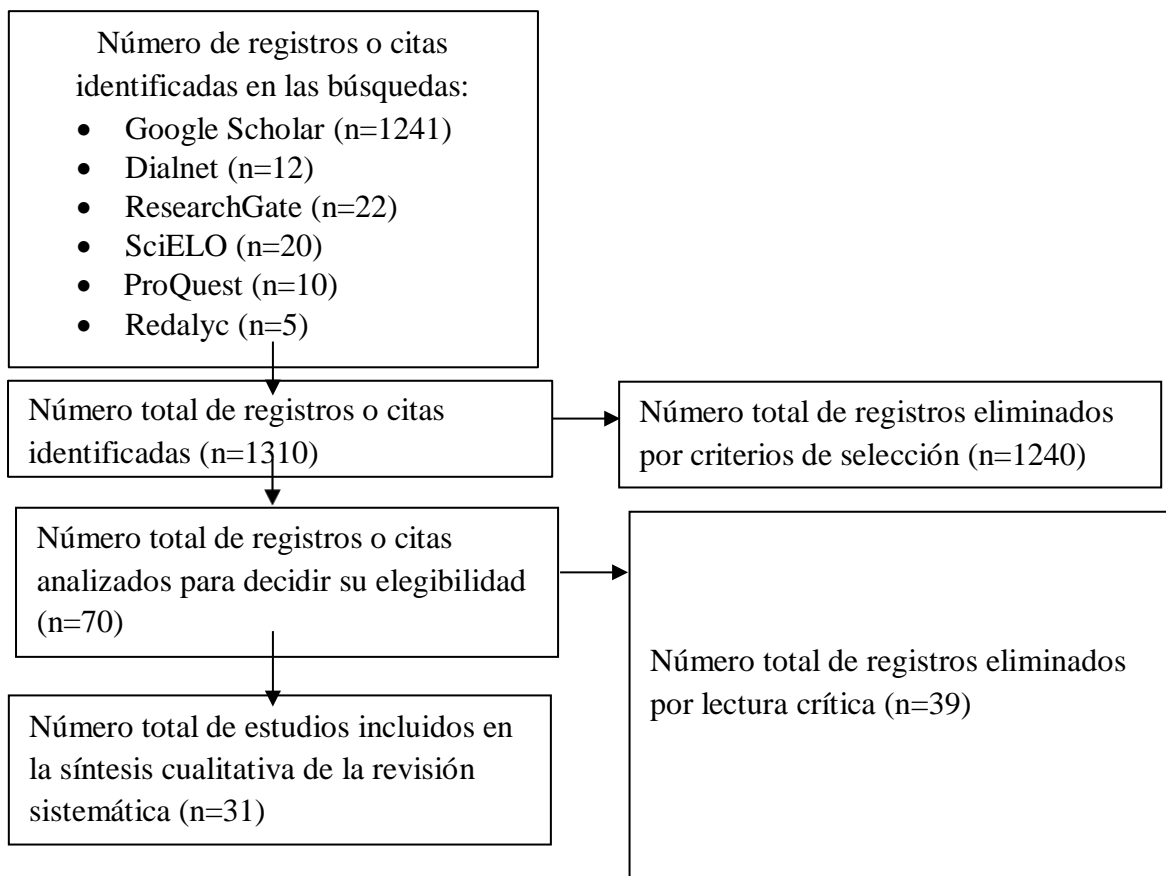 Número de registros o citas
identificadas en las búsquedas:
• Google Scholar (n=1241)
• Dialnet (n=12)
• ResearchGate (n=22)
• SciELO (n=20)
• ProQuest (n=10)
• Redalyc (n=5)
Número total de registros o citas
identificadas (n=1310)
Número total de registros eliminados
por criterios de selección (n=1240)
Número total de registros o citas
analizados para decidir su elegibilidad
(n=70)
Número total de registros eliminados
por lectura crítica (n=39)
Número total de estudios incluidos en
la síntesis cualitativa de la revisión
sistemática (n=31)